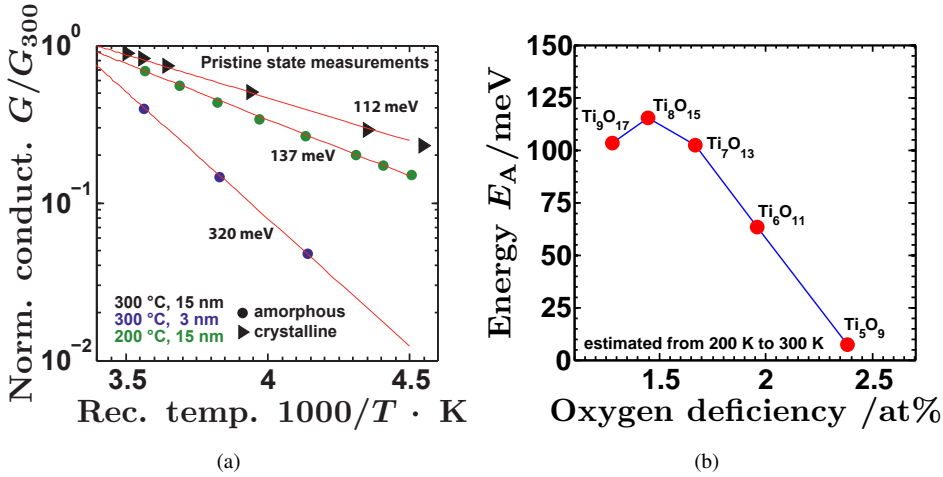 Norm. conduct. G/G300
10^0
10^-1
10^-2
Pristine state measurements
112 meV
137 meV
320 meV
300 °C, 15 nm
300 °C, 3 nm
200 °C, 15 nm
amorphous
crystalline
3.5 4 4.5
Rec. temp. 1000/T · K
(a)
Energy EA/meV
150
125
100
75
50
25
0
Ti9O17
Ti8O15
Ti7O13
Ti6O11
Ti5O9
estimated from 200 K to 300 K
1.5 2 2.5
Oxygen deficiency /at%
(b)